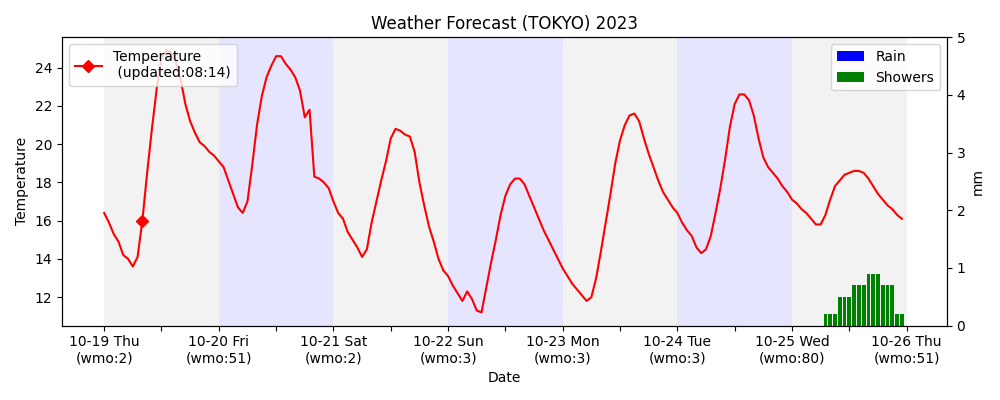 Weather Forecast (TOKYO) 2023
Temperature
(updated:08:14)
Rain
Showers
Temperature
24
22
20
18
16
14
12
5
4
3
2
1
0
mm
10-19 Thu
(wmo:2)
10-20 Fri
(wmo:51)
10-21 Sat
(wmo:2)
10-22 Sun
(wmo:3)
10-23 Mon
(wmo:3)
10-24 Tue
(wmo:3)
10-25 Wed
(wmo:80)
10-26 Thu
(wmo:51)
Date